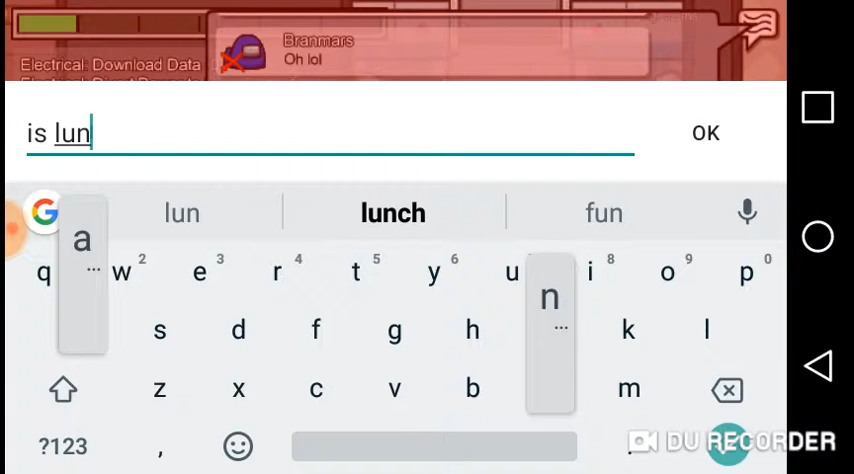 Branmars
Electrical: Download Data
Oh lol
is lun
OK
lun
lunch
fun
a
n
q w 2 e 3 r 4 t 5 y 6 u i 8 o 9 p 0
s d f g h k l
z x c v b m
?123 , .
DU RECORDER